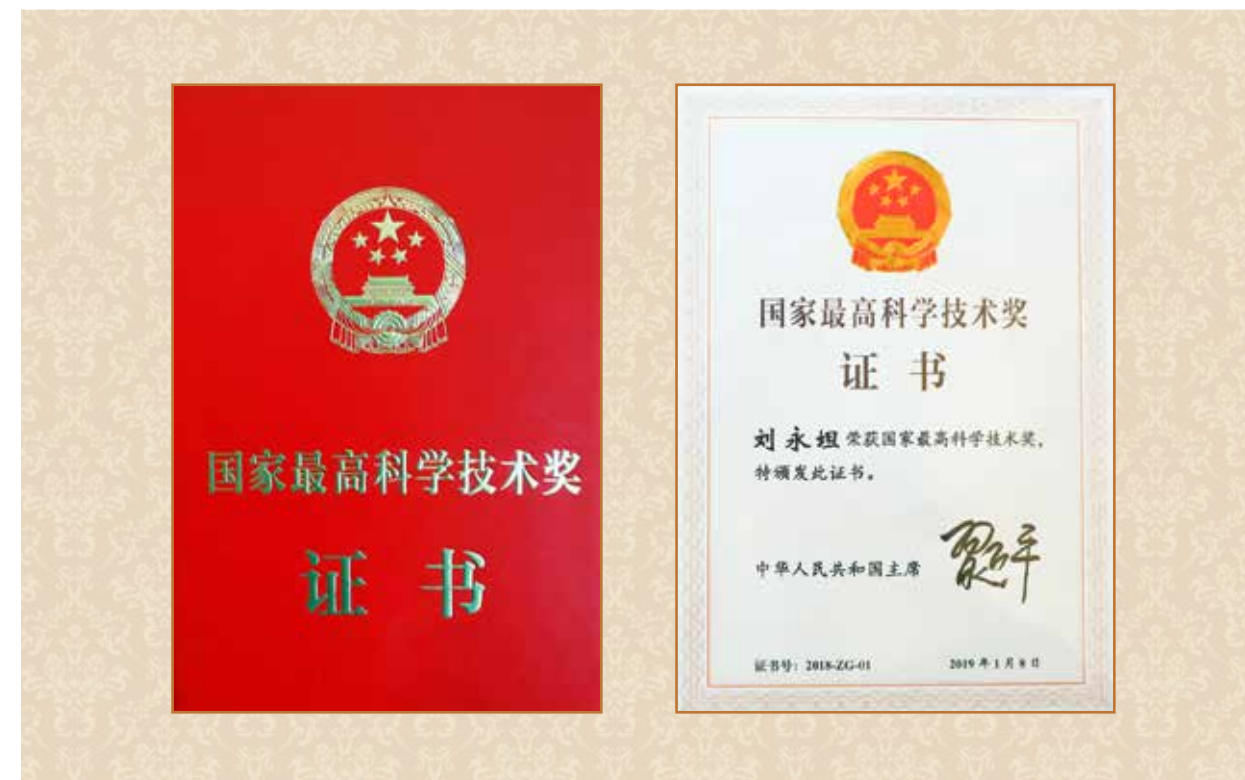 国家最高科学技术奖
证书
国家最高科学技术奖
证书
刘永坦 荣获国家最高科学技术奖,
特颁发此证书。
中华人民共和国主席 习近平
证书号: 2018-ZG-01
2019年1月8日